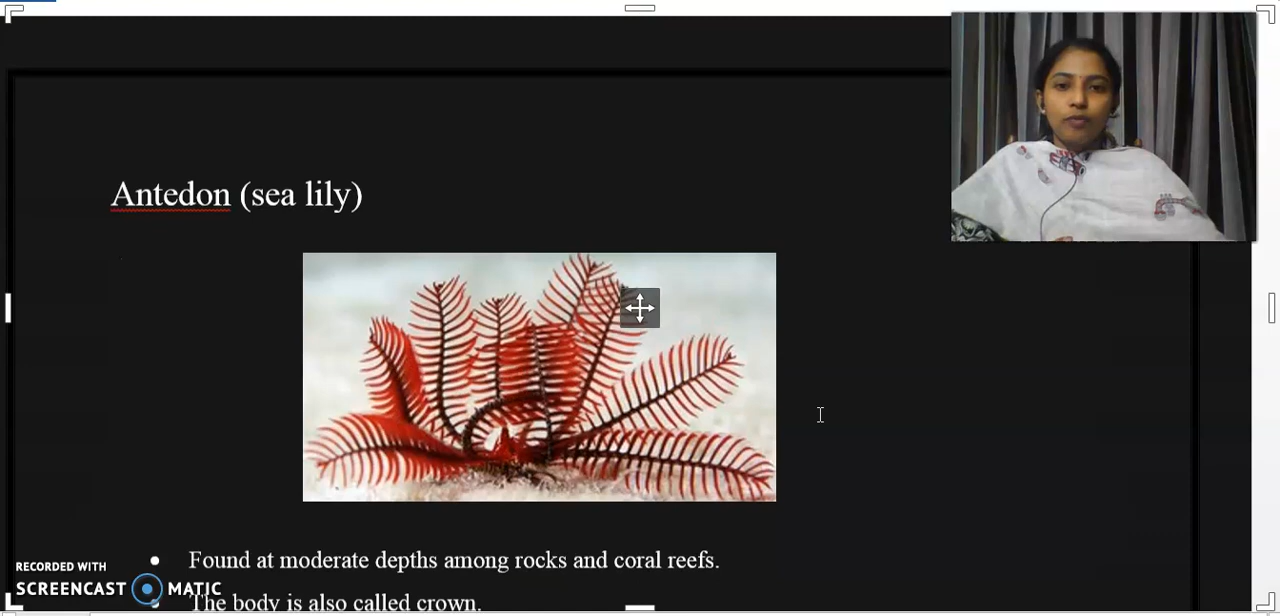 Antedon (sea lily)
Found at moderate depths among rocks and coral reefs.
The body is also called crown.
RECORDED WITH
SCREENCAST MATIC